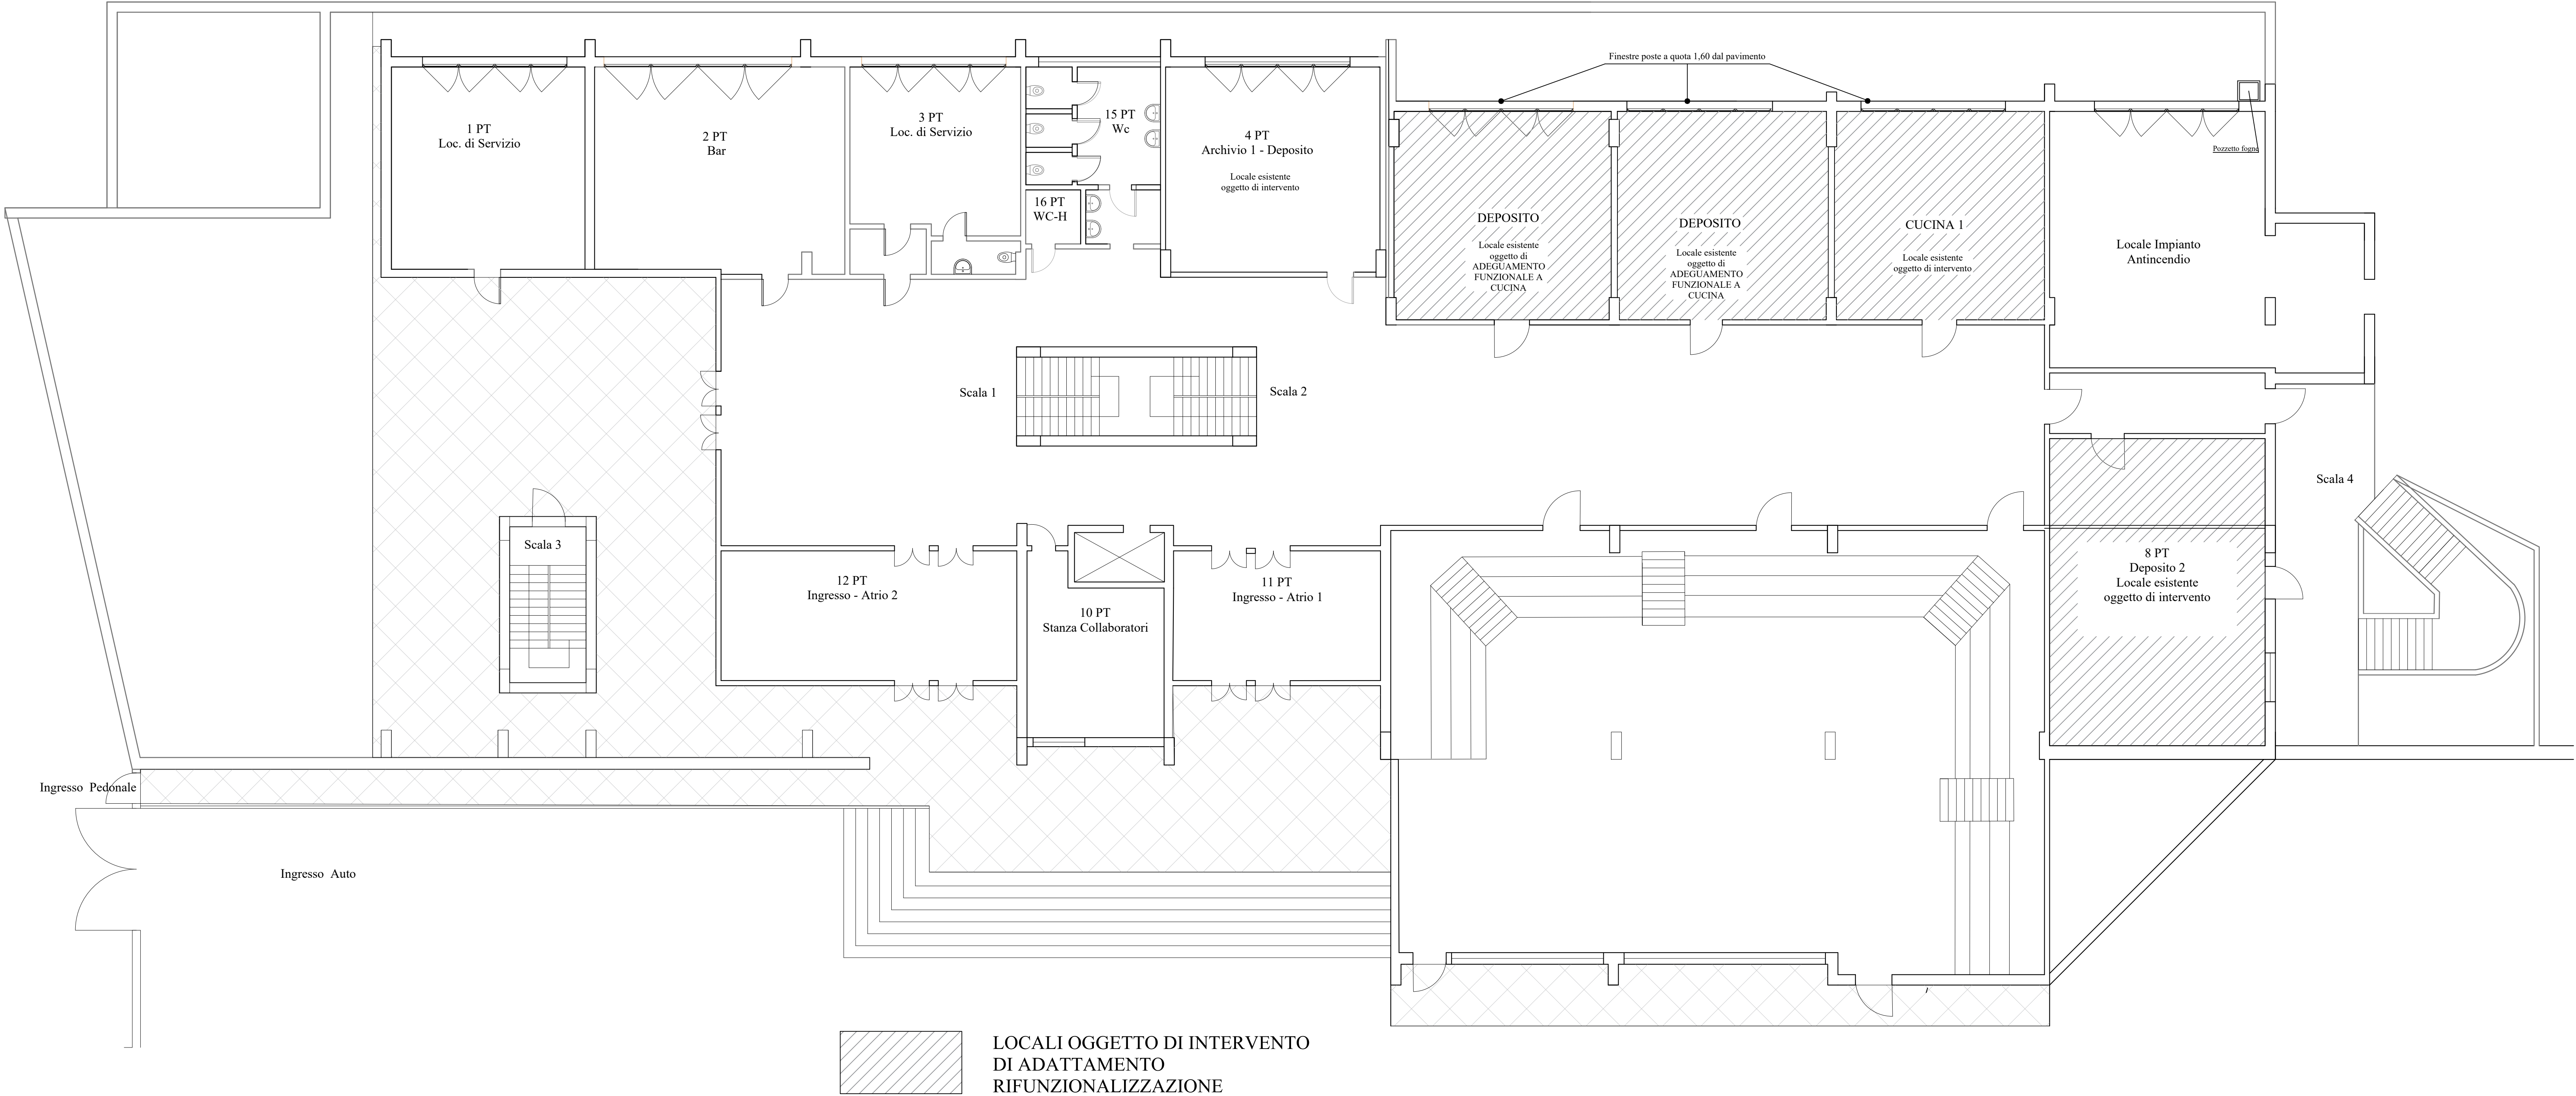 Finestre poste a quota 1,60 dal pavimento
1 PT
Loc. di Servizio
2 PT
Bar
3 PT
Loc. di Servizio
15 PT
Wc
16 PT
WC-H
4 PT
Archivio 1 - Deposito
Locale esistente
oggetto di intervento
DEPOSITO
Locale esistente
oggetto di
ADEGUAMENTO
FUNZIONALE A
CUCINA
DEPOSITO
Locale esistente
oggetto di
ADEGUAMENTO
FUNZIONALE A
CUCINA
CUCINA 1
Locale esistente
oggetto di intervento
Pozzetto fogne
Locale Impianto
Antincendio
Scala 1
Scala 2
Scala 3
Scala 4
12 PT
Ingresso - Atrio 2
10 PT
Stanza Collaboratori
11 PT
Ingresso - Atrio 1
8 PT
Deposito 2
Locale esistente
oggetto di intervento
Ingresso Pedonale
Ingresso Auto
LOCALI OGGETTO DI INTERVENTO
DI ADATTAMENTO
RIFUNZIONALIZZAZIONE